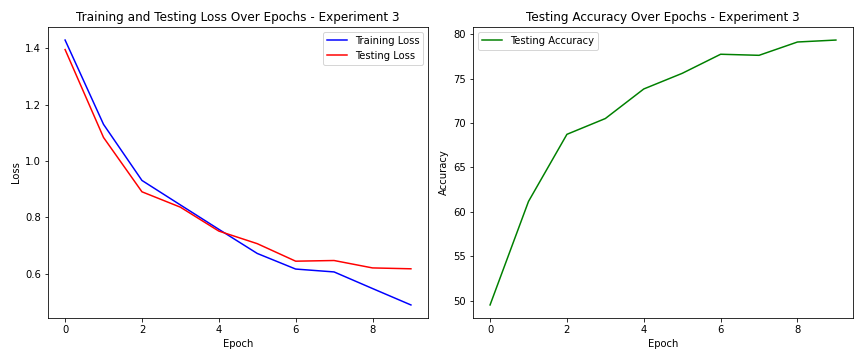 Training and Testing Loss Over Epochs - Experiment 3
Training Loss
Testing Loss
1.4
1.2
1.0
0.8
0.6
Loss
0
2
4
6
8
Epoch
Testing Accuracy Over Epochs - Experiment 3
Testing Accuracy
80
75
70
65
60
55
50
Accuracy
0
2
4
6
8
Epoch